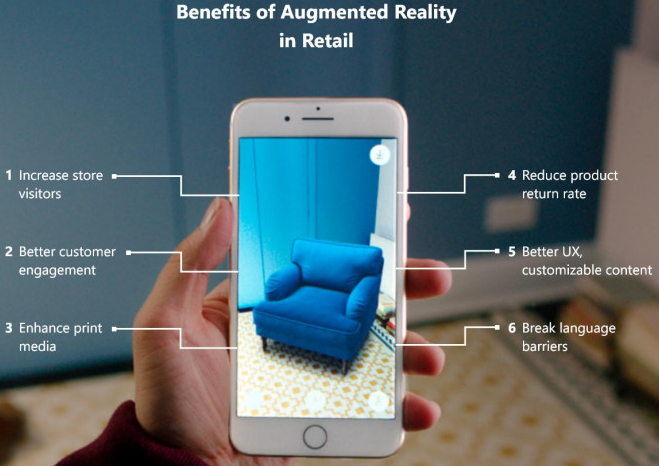 Benefits of Augmented Reality
in Retail
1 Increase store
visitors
2 Better customer
engagement
3 Enhance print
media
4 Reduce product
return rate
5 Better UX,
customizable content
6 Break language
barriers